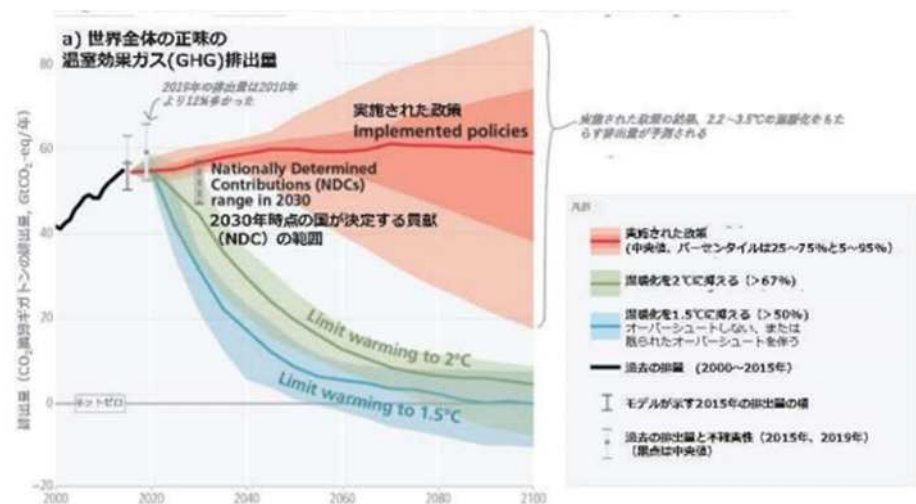 a) 世界全体の正味の
温室効果ガス(GHG)排出量
2019年の排出量は2010年
より12%多かった
実施された政策
Implemented policies
実施された政策の結果、2.2~3.5℃の温暖化をもた
らす排出量が予測される
Nationally Determined
Contributions (NDCs)
range in 2030
2030年時点の国が決定する貢献
(NDC)の範囲
Limit warming to 2°C
Limit warming to 1.5°C
ネットゼロ
80
60
40
20
0
-20
2000
2020
2040
2060
2080
2100
凡例
実施された政策
(中央値、パーセンタイルは25~75%と5~95%)
温暖化を2℃に抑える(>67%)
温暖化を1.5℃に抑える(>50%)
オーバーシュートしない、または
限られたオーバーシュートを伴う
過去の排出量 (2000~2015年)
モデルが示す2015年の排出量の幅
過去の排出量と不確実性(2015年、2019年)
(黒点は中央値)